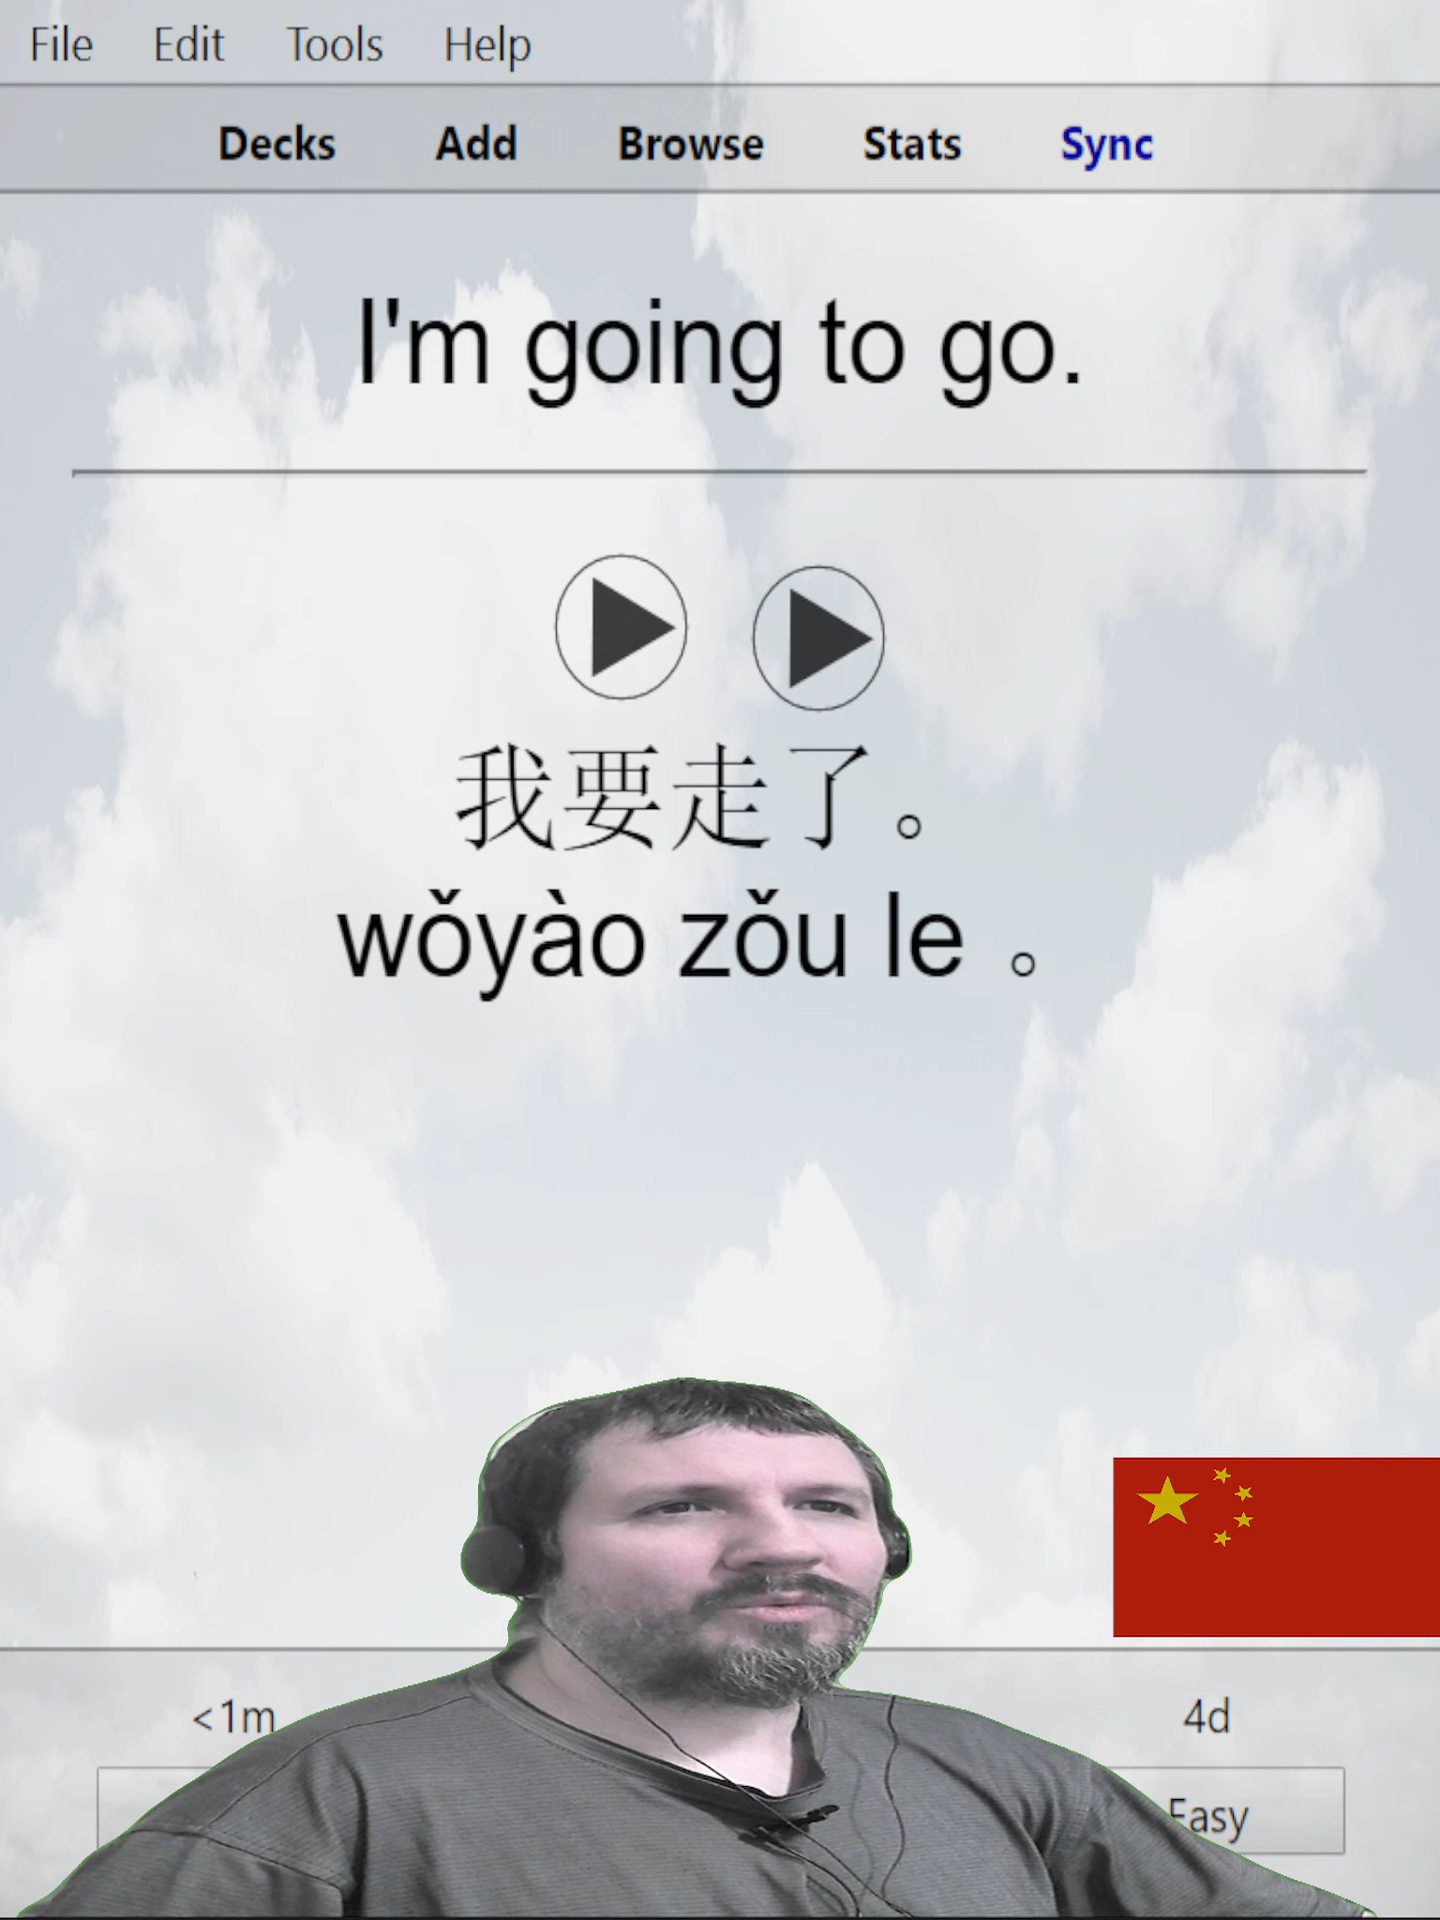 File Edit Tools Help
Decks Add Browse Stats Sync
I'm going to go.
我要走了。
wǒyào zǒu le 。
<1m 4d
Easy